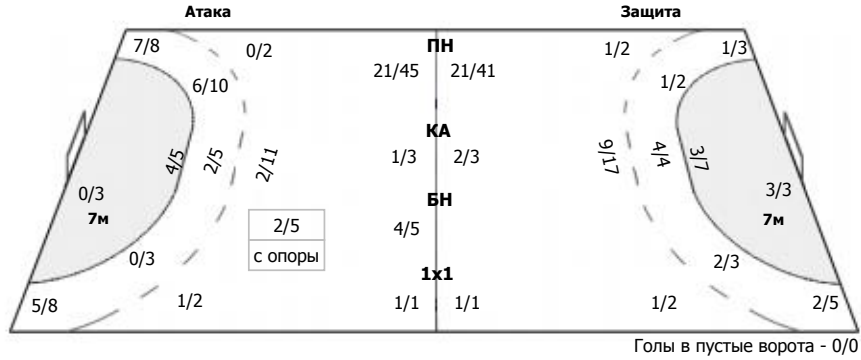 Атака Защита
7/8 0/2 ПН 1/2 1/3
21/45 21/41
6/10 1/2
КА
4/5 2/5 2/11 1/3 2/3 9/17 4/4 3/7
0/3 3/3
БН
7м 7м
2/5 4/5
с опоры
0/3 2/3
1x1
5/8 1/2 1/1 1/1 1/2 2/5
Голы в пустые ворота - 0/0